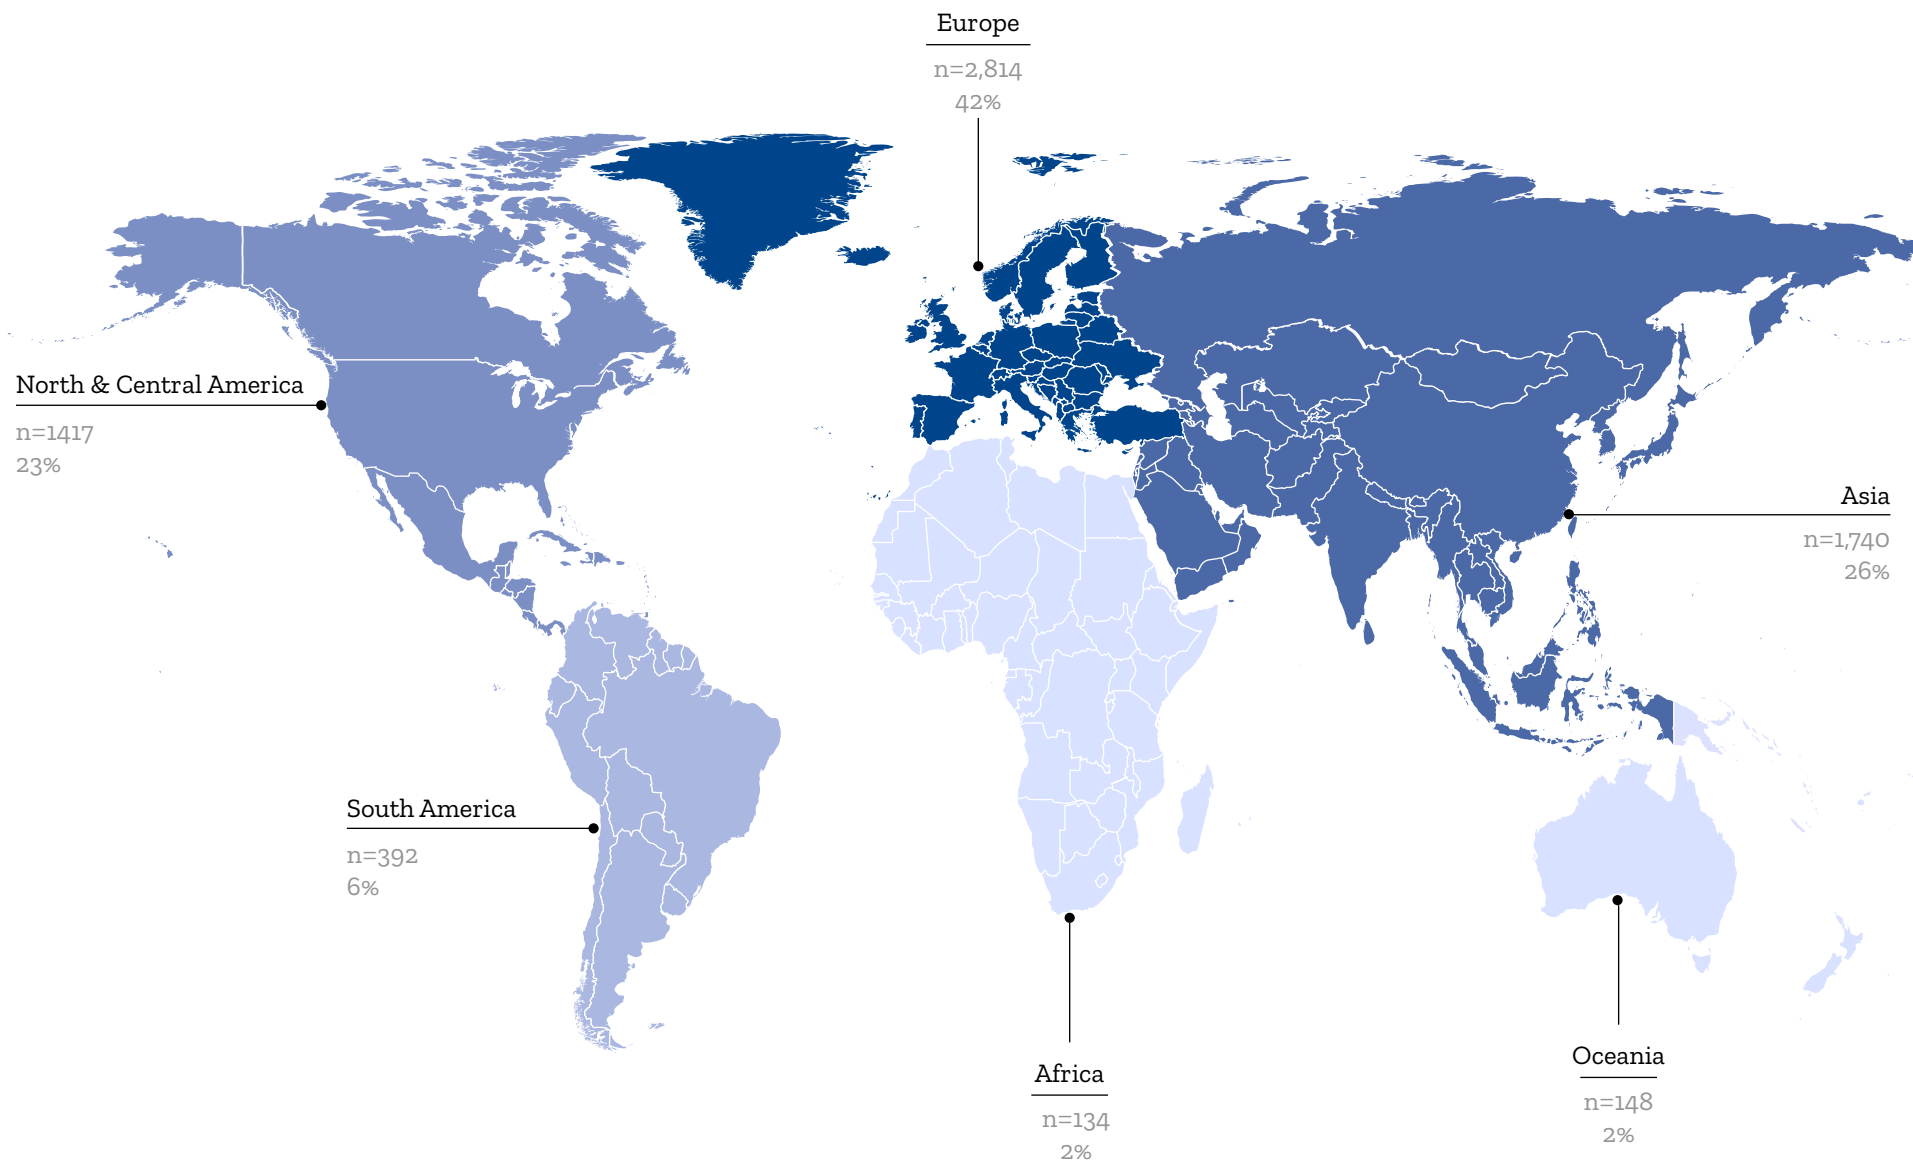 Europe
n=2,814
42%
North & Central America
n=1417
23%
Asia
n=1,740
26%
South America
n=392
6%
Africa
n=134
2%
Oceania
n=148
2%